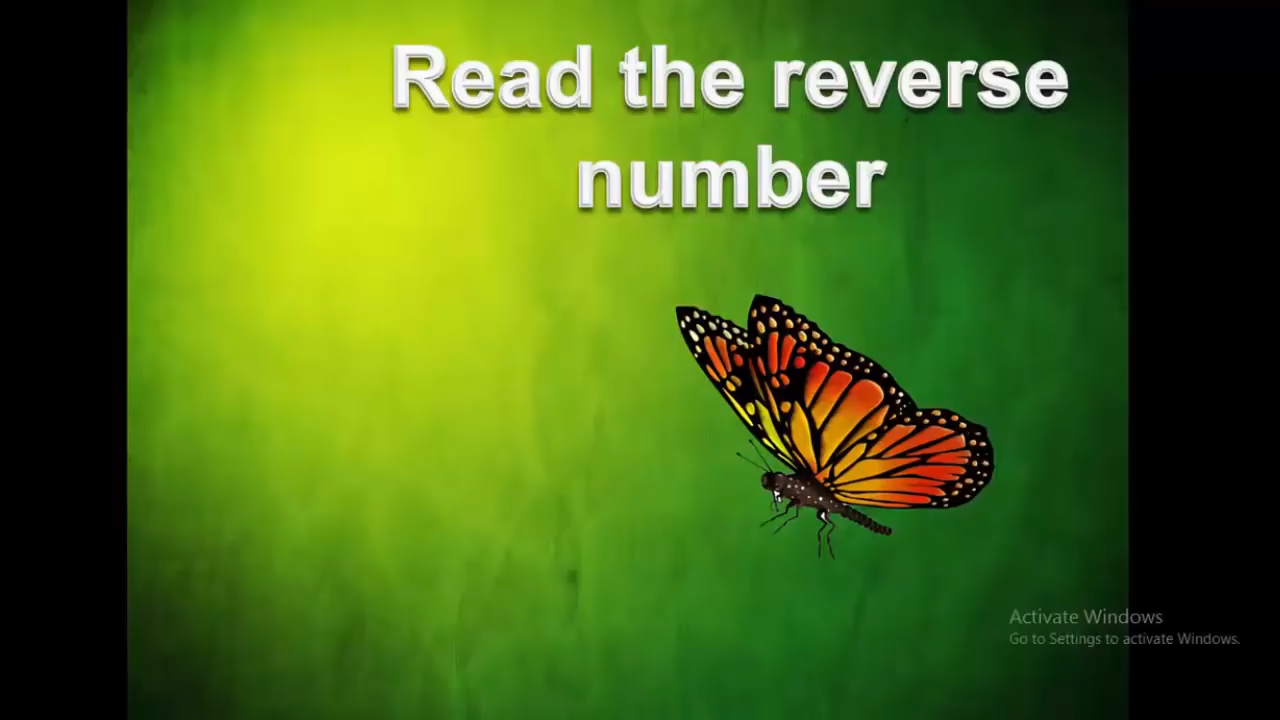 Read the reverse
number
Activate Windows
Go to Settings to activate Windows.